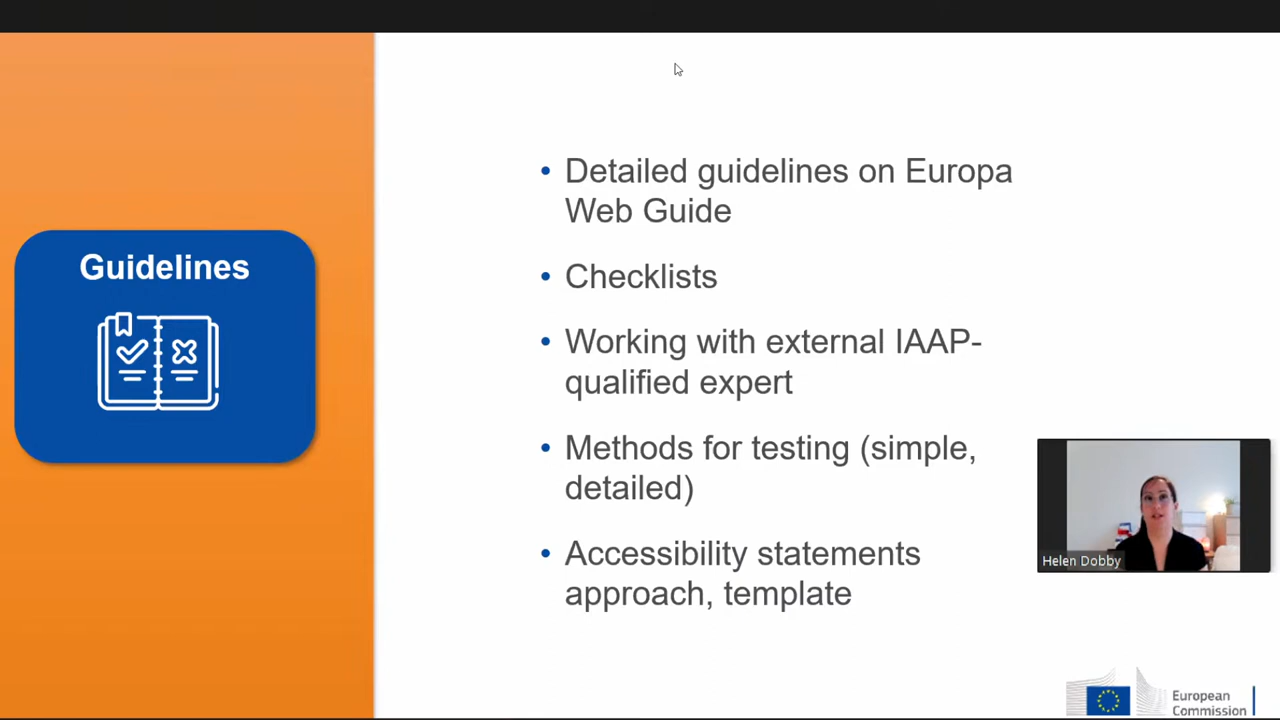 Guidelines
• Detailed guidelines on Europa
Web Guide
• Checklists
• Working with external IAAP-
qualified expert
• Methods for testing (simple,
detailed)
• Accessibility statements
approach, template
Helen Dobby
European
Commission